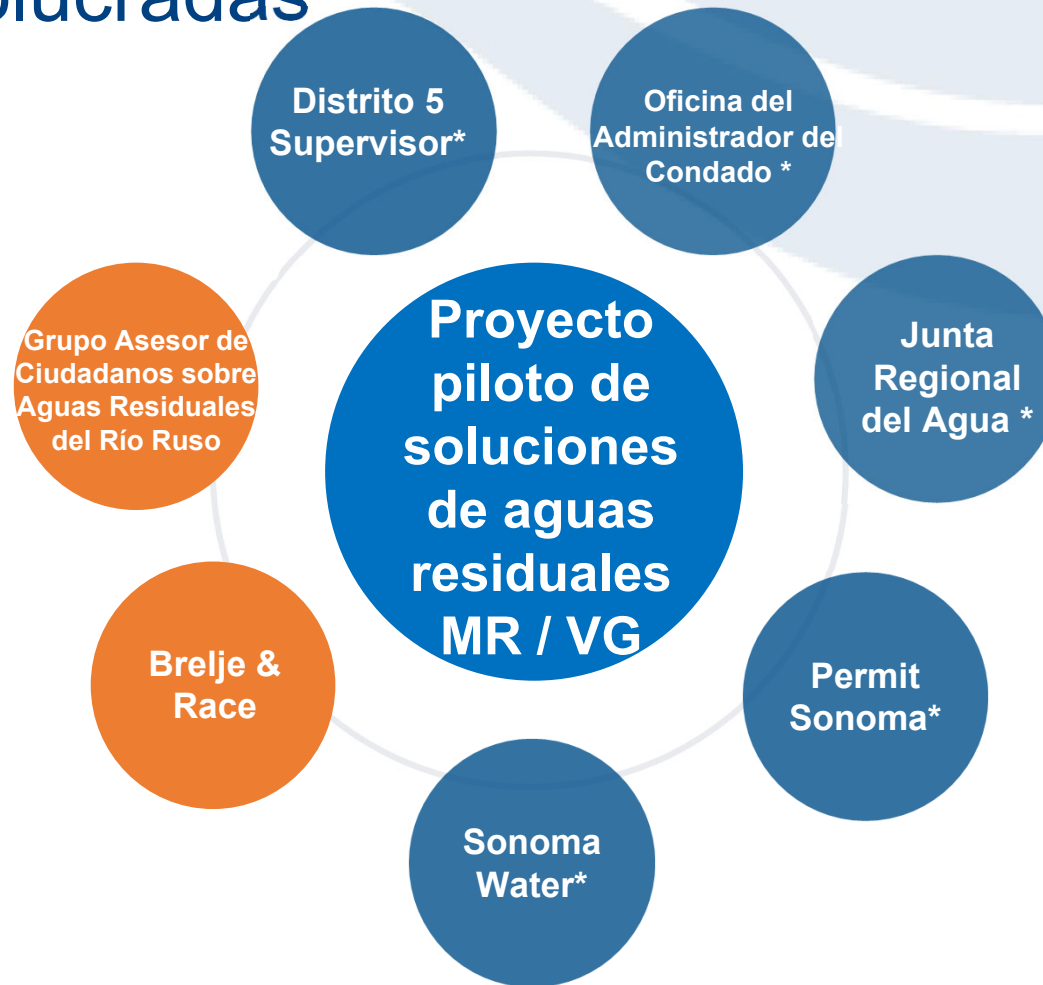 olucradas
Distrito 5
Supervisor*
Oficina del
Administrador del
Condado *
Junta
Regional
del Agua *
Permit
Sonoma*
Sonoma
Water*
Brelje &
Race
Grupo Asesor de
Ciudadanos sobre
Aguas Residuales
del Río Ruso
Proyecto
piloto de
soluciones
de aguas
residuales
MR / VG